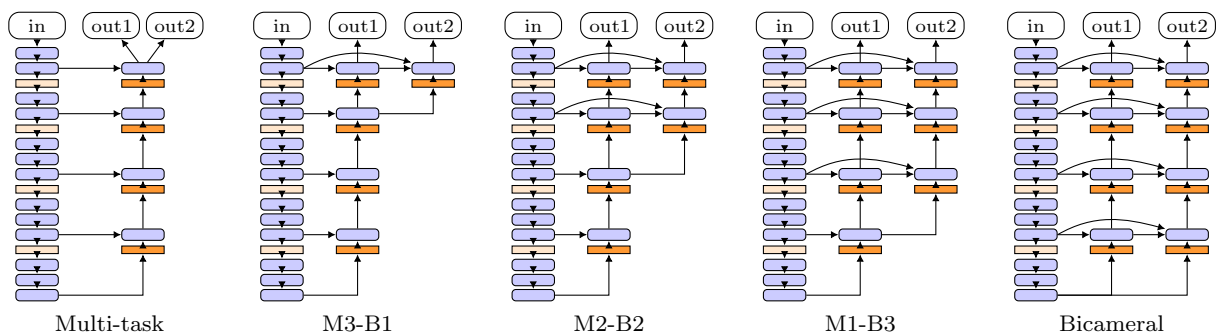 in out1 out2 in out1 out2 in out1 out2 in out1 out2 in out1 out2
Multi-task M3-B1 M2-B2 M1-B3 Bicameral